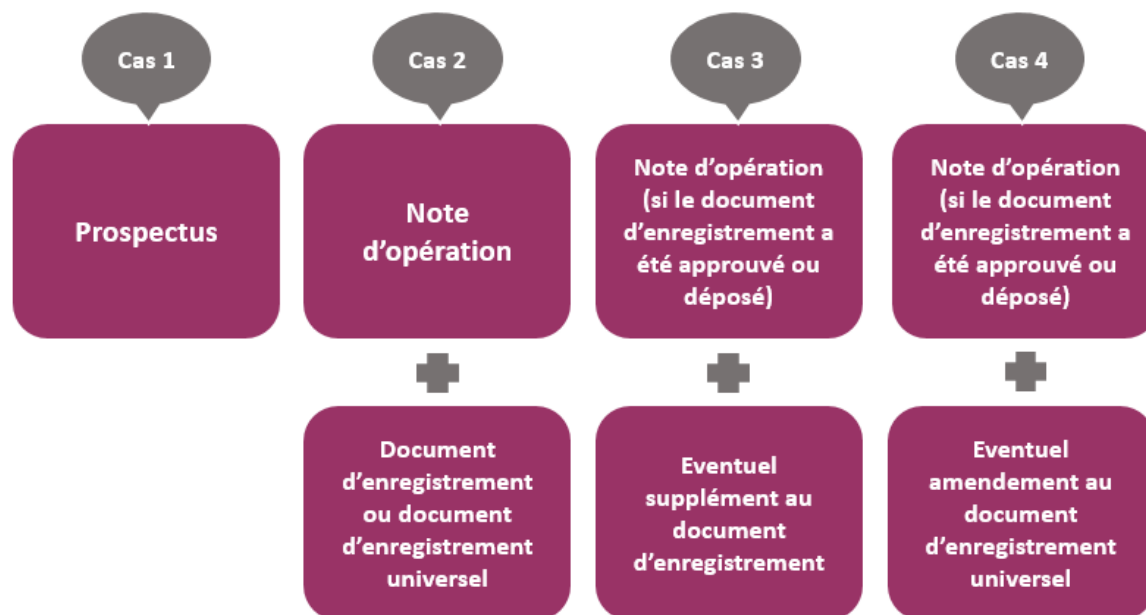 Cas 1
Cas 2
Cas 3
Cas 4
Prospectus
Note
d’opération
Note d’opération
(si le document
d’enregistrement a
été approuvé ou
déposé)
Note d’opération
(si le document
d’enregistrement a
été approuvé ou
déposé)
Document
d’enregistrement
ou document
d’enregistrement
universel
Eventuel
supplément au
document
d’enregistrement
Eventuel
amendement au
document
d’enregistrement
universel